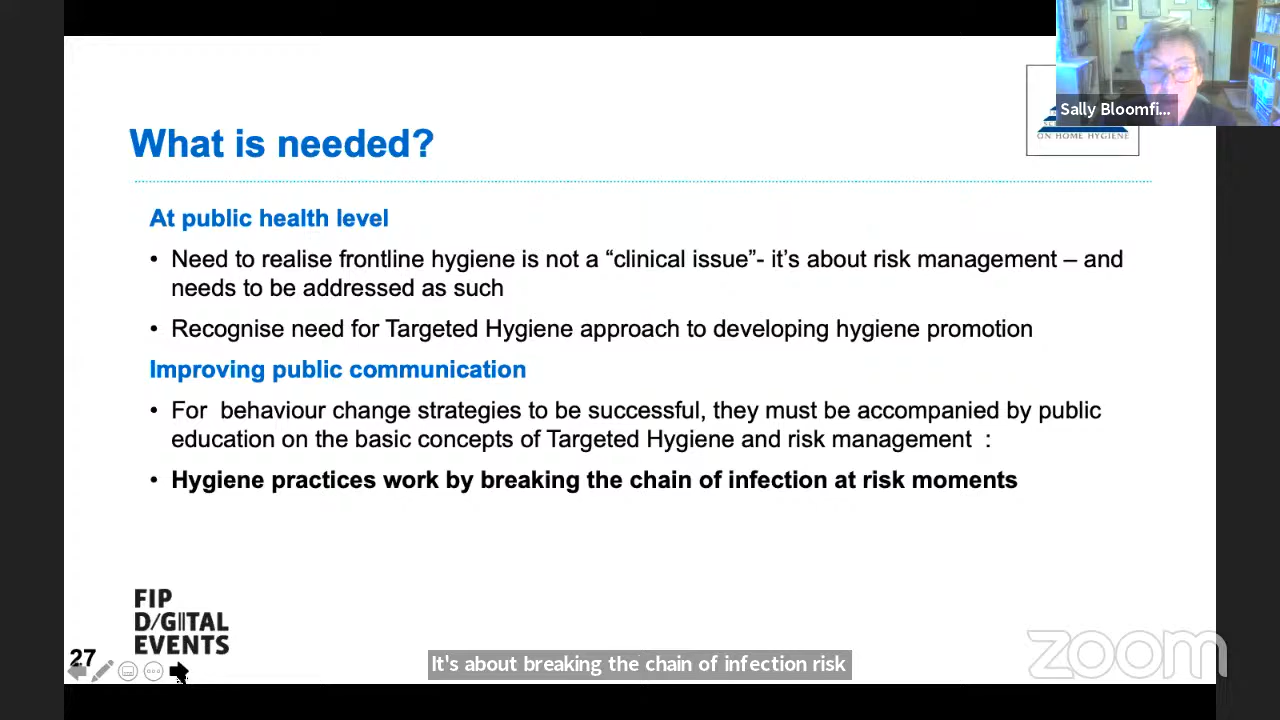 Sally Bloomfi...
ON HOME HYGIENE
What is needed?
At public health level
• Need to realise frontline hygiene is not a “clinical issue”- it’s about risk management – and
needs to be addressed as such
• Recognise need for Targeted Hygiene approach to developing hygiene promotion
Improving public communication
• For behaviour change strategies to be successful, they must be accompanied by public
education on the basic concepts of Targeted Hygiene and risk management :
• Hygiene practices work by breaking the chain of infection at risk moments
FIP
D/GIITAL
EVENTS
27
It's about breaking the chain of infection risk
zoom